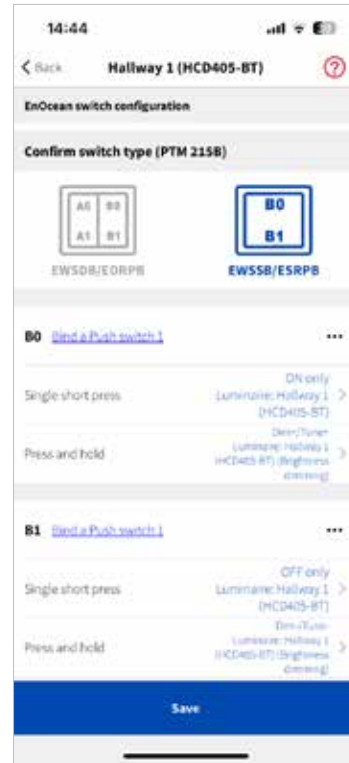 14:44
Back
Hallway 1 (HCD405-BT)
?
EnOcean switch configuration
Confirm switch type (PTM 215B)
A0 B0
A1 B1
EWSDB/EDRPB
B0
B1
EWSSB/ESRPB
B0 Bind a Push switch 1 ...
Single short press
ON only
Luminaire: Hallway 1
(HCD405-BT)
Press and hold
Dim+/Tune+
Luminaire: Hallway 1
(HCD405-BT) (Brightness
dimming)
B1 Bind a Push switch 1 ...
Single short press
OFF only
Luminaire: Hallway 1
(HCD405-BT)
Press and hold
Luminaire: Hallway 1
(HCD405-BT) (Brightness
dimming)
Save